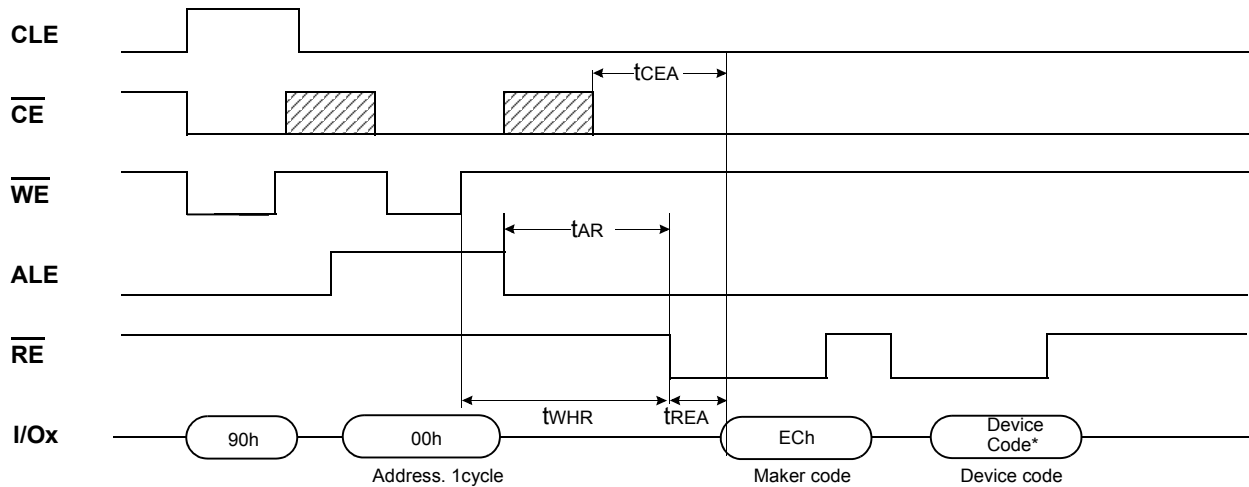 CLE
tCEA
CE
WE
tAR
ALE
RE
tWHR
tREA
I/Ox
90h
00h
ECh
Device
Code*
Address. 1cycle
Maker code
Device code